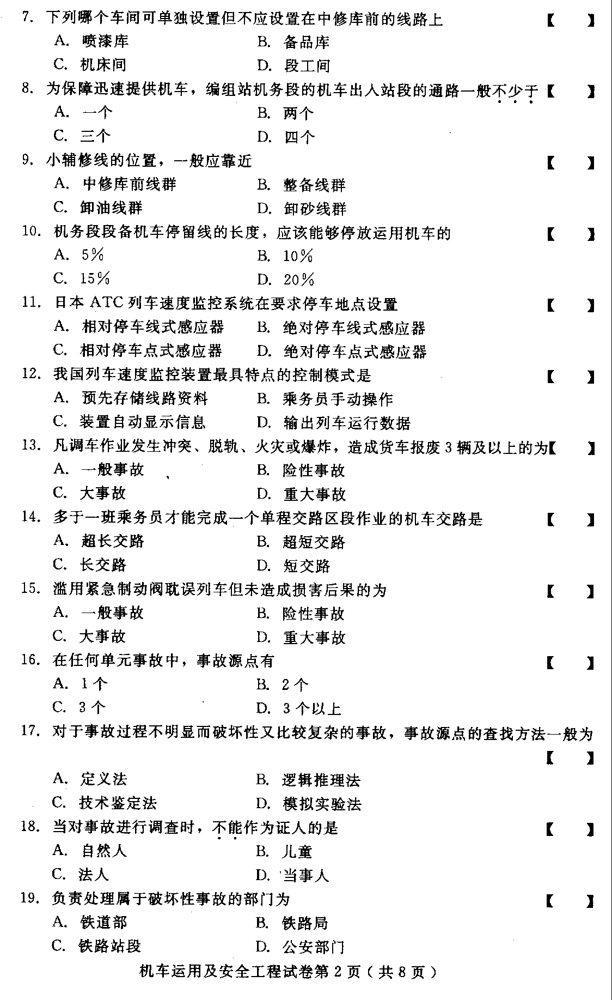 7. 下列哪个车间可单独设置但不应设置在中修库前的线路上 【 】
A. 喷漆库 B. 备品库
C. 机床间 D. 段工间
8. 为保障迅速提供机车，编组站机务段的机车出入站段的通路一般不少于【 】
A. 一个 B. 两个
C. 三个 D. 四个
9. 小辅修线的位置，一般应靠近 【 】
A. 中修库前线群 B. 整备线群
C. 卸油线群 D. 卸砂线群
10. 机务段段备机车停留线的长度，应该能够停放运用机车的 【 】
A. 5% B. 10%
C. 15% D. 20%
11. 日本 ATC 列车速度监控系统在要求停车地点设置 【 】
A. 相对停车线式感应器 B. 绝对停车线式感应器
C. 相对停车点式感应器 D. 绝对停车点式感应器
12. 我国列车速度监控装置最具特点的控制模式是 【 】
A. 预先存储线路资料 B. 乘务员手动操作
C. 装置自动显示信息 D. 输出列车运行数据
13. 凡调车作业发生冲突、脱轨、火灾或爆炸，造成货车报废 3 辆及以上的为【 】
A. 一般事故 B. 险性事故
C. 大事故 D. 重大事故
14. 多于一班乘务员才能完成一个单程交路区段作业的机车交路是 【 】
A. 超长交路 B. 超短交路
C. 长交路 D. 短交路
15. 滥用紧急制动阀耽误列车但未造成损害后果的为 【 】
A. 一般事故 B. 险性事故
C. 大事故 D. 重大事故
16. 在任何单元事故中，事故源点有 【 】
A. 1 个 B. 2 个
C. 3 个 D. 3 个以上
17. 对于事故过程不明显而破坏性又比较复杂的事故，事故源点的查找方法一般为
【 】
A. 定义法 B. 逻辑推理法
C. 技术鉴定法 D. 模拟实验法
18. 当对事故进行调查时，不能作为证人的是 【 】
A. 自然人 B. 儿童
C. 法人 D. 当事人
19. 负责处理属于破坏性事故的部门为 【 】
A. 铁道部 B. 铁路局
C. 铁路站段 D. 公安部门
机车运用及安全工程试卷第 2 页（共 8 页）